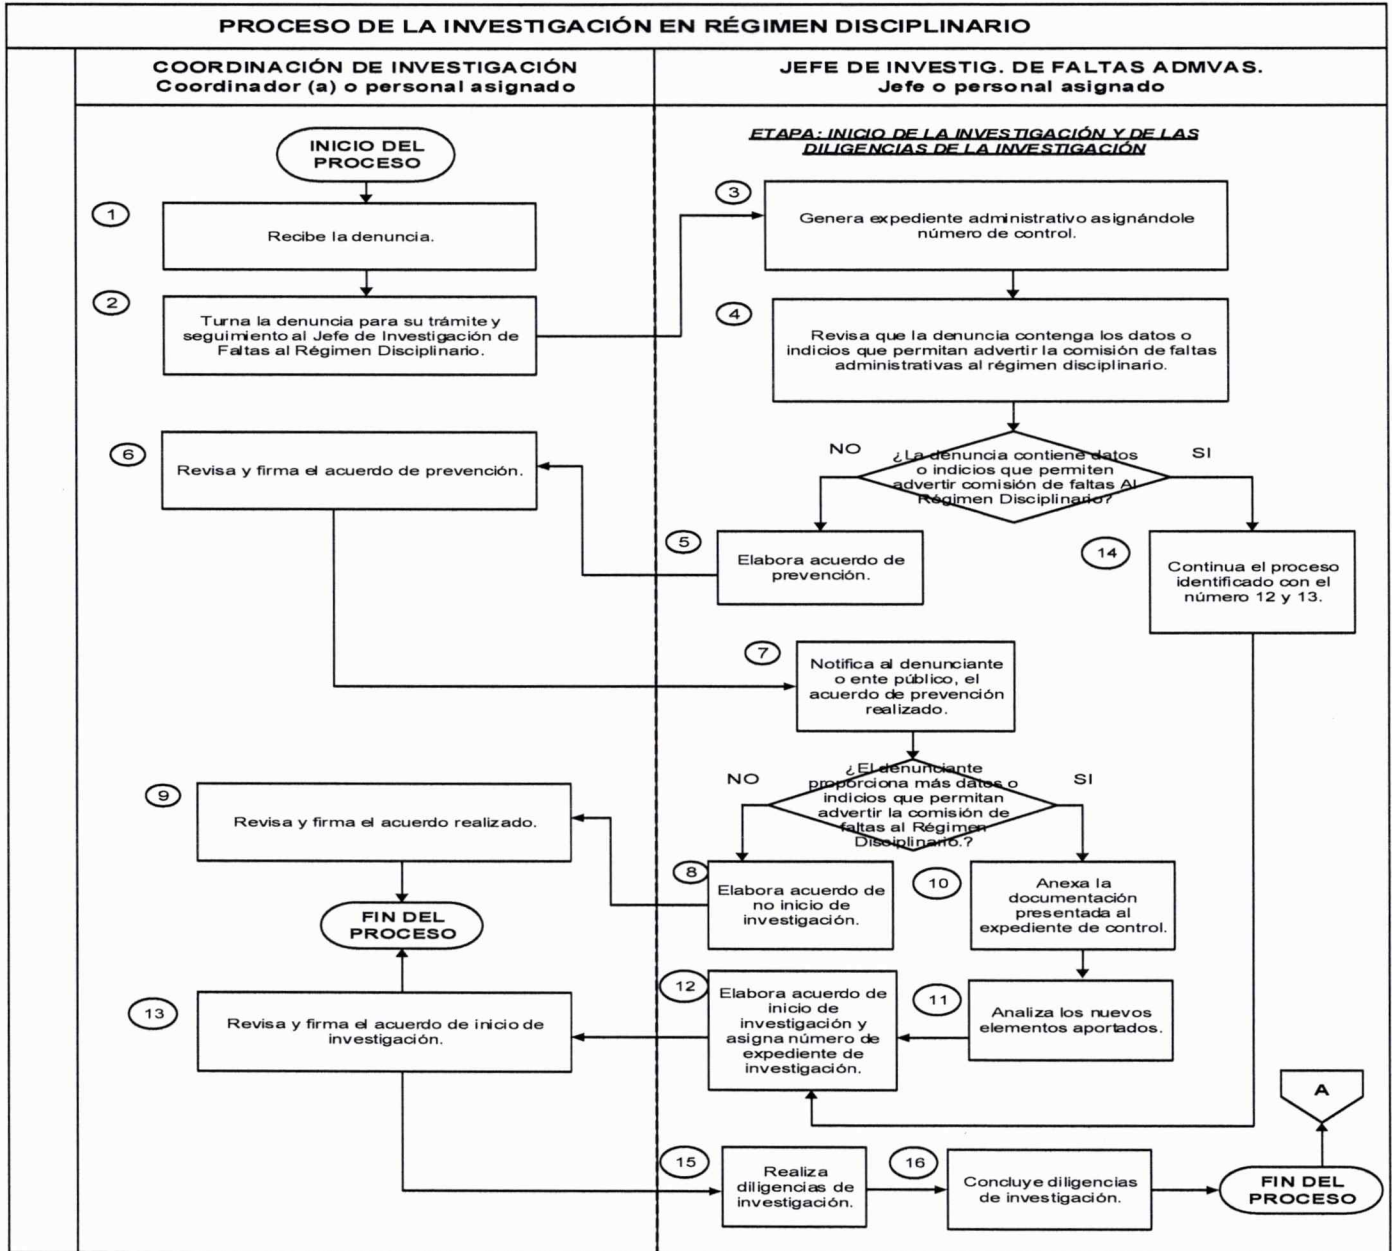 PROCESO DE LA INVESTIGACIÓN EN RÉGIMEN DISCIPLINARIO
COORDINACIÓN DE INVESTIGACIÓN
Coordinador (a) o personal asignado
JEFE DE INVESTIG. DE FALTAS ADMVAS.
Jefe o personal asignado
ETAPA: INICIO DE LA INVESTIGACIÓN Y DE LAS
DILIGENCIAS DE LA INVESTIGACIÓN
INICIO DEL
PROCESO
1
Recibe la denuncia.
2
Turna la denuncia para su trámite y
seguimiento al Jefe de Investigación de
Faltas al Régimen Disciplinario.
3
Genera expediente administrativo asignándole
número de control.
4
Revisa que la denuncia contenga los datos o
indicios que permitan advertir la comisión de faltas
administrativas al régimen disciplinario.
¿La denuncia contiene datos
o indicios que permiten
advertir comisión de faltas Al
Régimen Disciplinario?
NO
SI
5
Elabora acuerdo de
prevención.
6
Revisa y firma el acuerdo de prevención.
14
Continua el proceso
identificado con el
número 12 y 13.
7
Notifica al denunciante
o ente público, el
acuerdo de prevención
realizado.
¿El denunciante
proporciona más datos o
indicios que permitan
advertir la comisión de
faltas al Régimen
Disciplinario.?
NO
SI
8
Elabora acuerdo de
no inicio de
investigación.
9
Revisa y firma el acuerdo realizado.
FIN DEL
PROCESO
10
Anexa la
documentación
presentada al
expediente de control.
11
Analiza los nuevos
elementos aportados.
12
Elabora acuerdo de
inicio de
investigación y
asigna número de
expediente de
investigación.
13
Revisa y firma el acuerdo de inicio de
investigación.
15
Realiza
diligencias de
investigación.
16
Concluye diligencias
de investigación.
FIN DEL
PROCESO
A